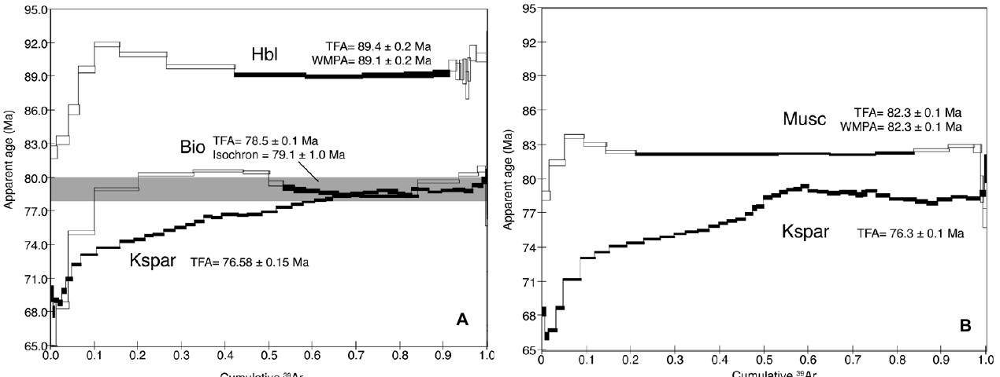 95.0
92.0
89.0
86.0
83.0
80.0
77.0
74.0
71.0
68.0
65.0
Apparent age (Ma)
Hbl
TFA= 89.4 ± 0.2 Ma
WMPA= 89.1 ± 0.2 Ma
Bio
TFA= 78.5 ± 0.1 Ma
Isochron = 79.1 ± 1.0 Ma
Kspar
TFA= 76.58 ± 0.15 Ma
A
0.0 0.1 0.2 0.3 0.4 0.5 0.6 0.7 0.8 0.9 1.0
Cumulative ³⁹Ar
95
92
89
86
83
80
77
74
71
68
65
Apparent age (Ma)
Musc
TFA= 82.3 ± 0.1 Ma
WMPA= 82.3 ± 0.1 Ma
Kspar
TFA= 76.3 ± 0.1 Ma
B
0 0.1 0.2 0.3 0.4 0.5 0.6 0.7 0.8 0.9 1.0
Cumulative ³⁹Ar